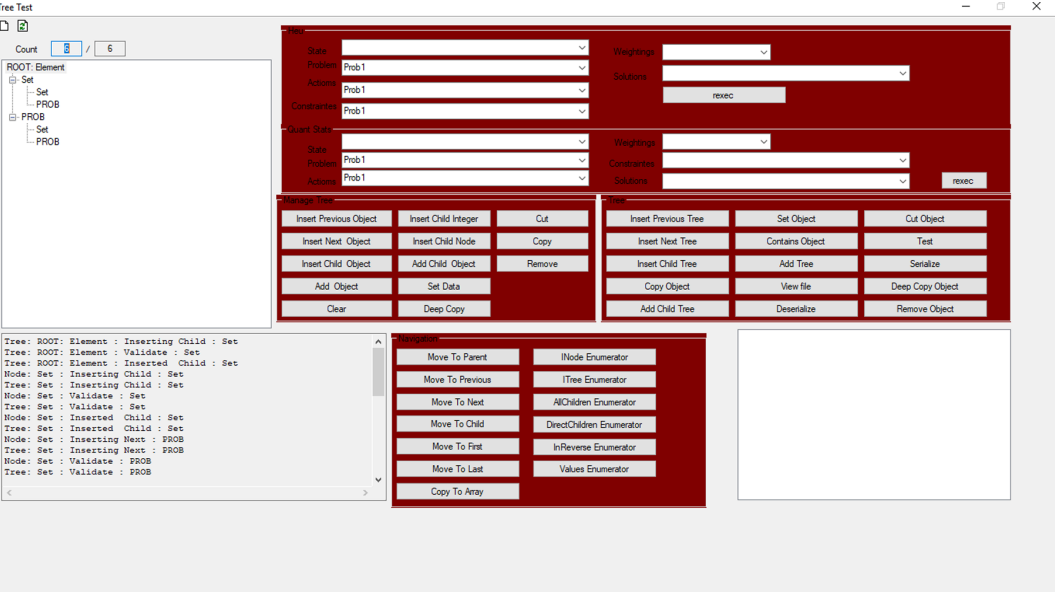 Tree Test
Count 6 / 6
ROOT: Element
Set
Set
PROB
PROB
Set
PROB
State
Problem Prob1
Actions Prob1
Constraintes Prob1
Weightings
Solutions
rexec
Quant State
State
Problem Prob1
Actions Prob1
Weightings
Constraintes
Solutions
rexec
Manage Tree
Insert Previous Object Insert Child Integer Cut
Insert Next Object Insert Child Node Copy
Insert Child Object Add Child Object Remove
Add Object Set Data
Clear Deep Copy
Tree
Insert Previous Tree Set Object Cut Object
Insert Next Tree Contains Object Test
Insert Child Tree Add Tree Serialize
Copy Object View file Deep Copy Object
Add Child Tree Deserialize Remove Object
Tree: ROOT: Element : Inserting Child : Set
Tree: ROOT: Element : Validate : Set
Tree: ROOT: Element : Inserted Child : Set
Node: Set : Inserting Child : Set
Tree: Set : Inserting Child : Set
Node: Set : Validate : Set
Tree: Set : Validate : Set
Node: Set : Inserted Child : Set
Tree: Set : Inserted Child : Set
Node: Set : Inserting Next : PROB
Tree: Set : Inserting Next : PROB
Node: Set : Validate : PROB
Tree: Set : Validate : PROB
Navigation
Move To Parent INode Enumerator
Move To Previous ITree Enumerator
Move To Next AllChildren Enumerator
Move To Child DirectChildren Enumerator
Move To First InReverse Enumerator
Move To Last Values Enumerator
Copy To Array